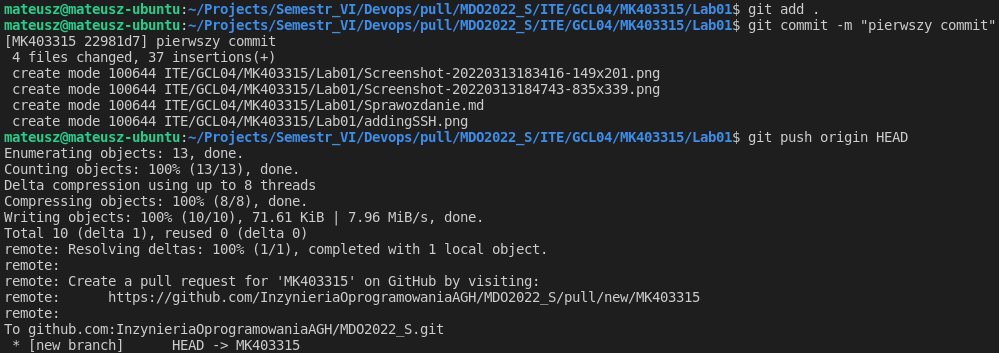 mateusz@mateusz-ubuntu:~/Projects/Semestr_VI/Devops/pull/MDO2022_S/ITE/GCL04/MK403315/Lab01$ git add .
mateusz@mateusz-ubuntu:~/Projects/Semestr_VI/Devops/pull/MDO2022_S/ITE/GCL04/MK403315/Lab01$ git commit -m "pierwszy commit"
[MK403315 22981d7] pierwszy commit
 4 files changed, 37 insertions(+)
 create mode 100644 ITE/GCL04/MK403315/Lab01/Screenshot-20220313183416-149x201.png
 create mode 100644 ITE/GCL04/MK403315/Lab01/Screenshot-20220313184743-835x339.png
 create mode 100644 ITE/GCL04/MK403315/Lab01/Sprawozdanie.md
 create mode 100644 ITE/GCL04/MK403315/Lab01/addingSSH.png
mateusz@mateusz-ubuntu:~/Projects/Semestr_VI/Devops/pull/MDO2022_S/ITE/GCL04/MK403315/Lab01$ git push origin HEAD
Enumerating objects: 13, done.
Counting objects: 100% (13/13), done.
Delta compression using up to 8 threads
Compressing objects: 100% (8/8), done.
Writing objects: 100% (10/10), 71.61 KiB | 7.96 MiB/s, done.
Total 10 (delta 1), reused 0 (delta 0)
remote: Resolving deltas: 100% (1/1), completed with 1 local object.
remote:
remote: Create a pull request for 'MK403315' on GitHub by visiting:
remote:      https://github.com/InzynieriaOprogramowaniaAGH/MDO2022_S/pull/new/MK403315
remote:
To github.com:InzynieriaOprogramowaniaAGH/MDO2022_S.git
 * [new branch]      HEAD -> MK403315